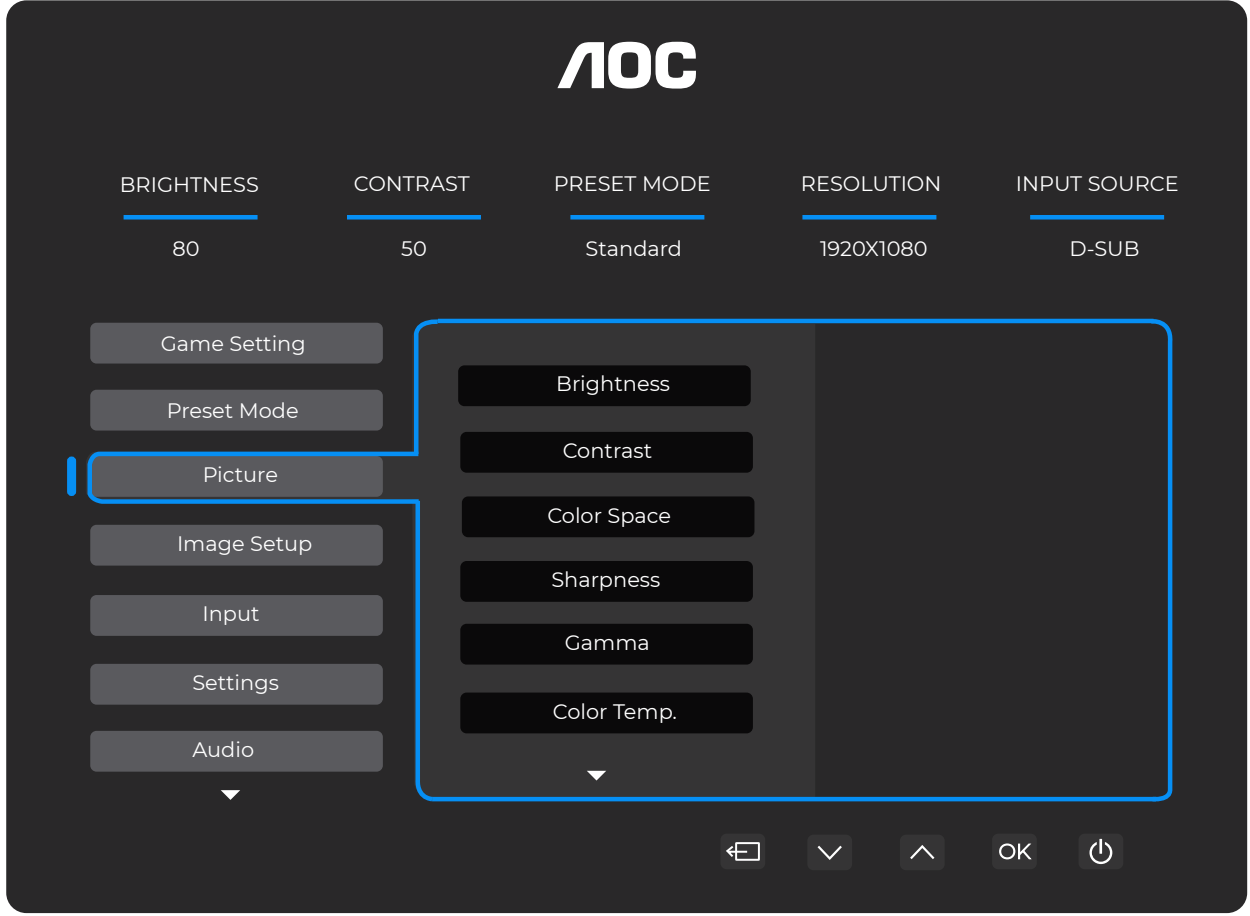 AOC
BRIGHTNESS
CONTRAST
PRESET MODE
RESOLUTION
INPUT SOURCE
80
50
Standard
1920X1080
D-SUB
Game Setting
Preset Mode
Picture
Image Setup
Input
Settings
Audio
Brightness
Contrast
Color Space
Sharpness
Gamma
Color Temp.
OK